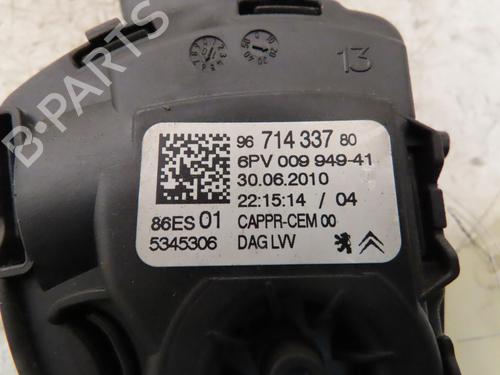 13
96 714 337 80
6PV 009 949-41
30.06.2010
22:15:14 / 04
86ES 01 CAPPR-CEM 00
5345306 DAG LVV
B-PARTS